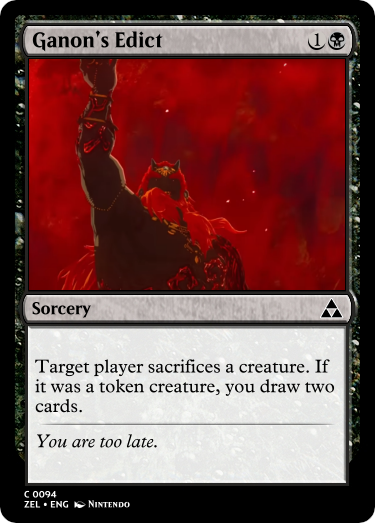 Ganon's Edict 1
Sorcery
Target player sacrifices a creature. If
it was a token creature, you draw two
cards.
You are too late.
C 0094
ZEL • ENG Nintendo